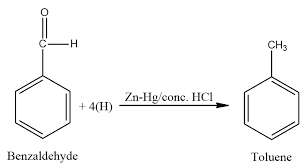 O
C—H
CH3
+ 4(H)
Zn-Hg/conc. HCl
Benzaldehyde
Toluene